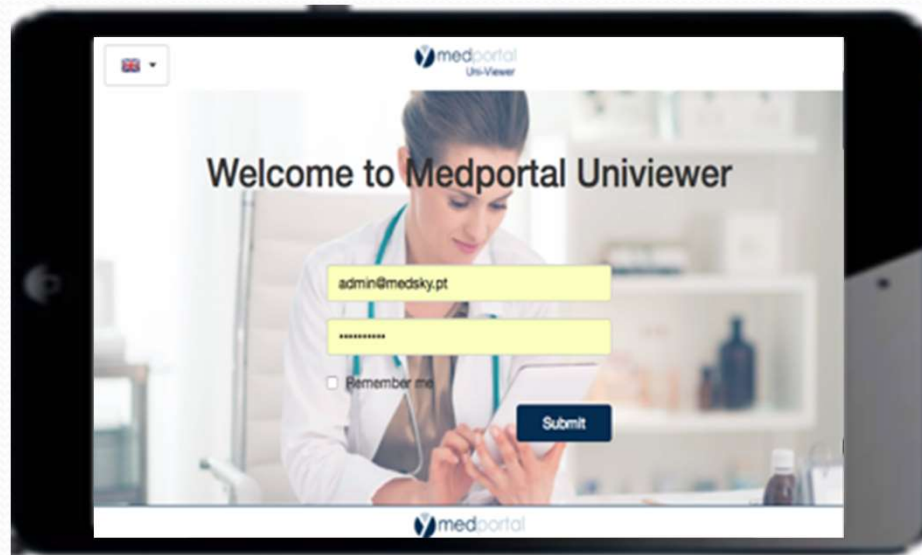 medportal
Uni-Viewer
Welcome to Medportal Univiewer
admin@medsky.pt
••••••••••
Remember me
Submit
medportal